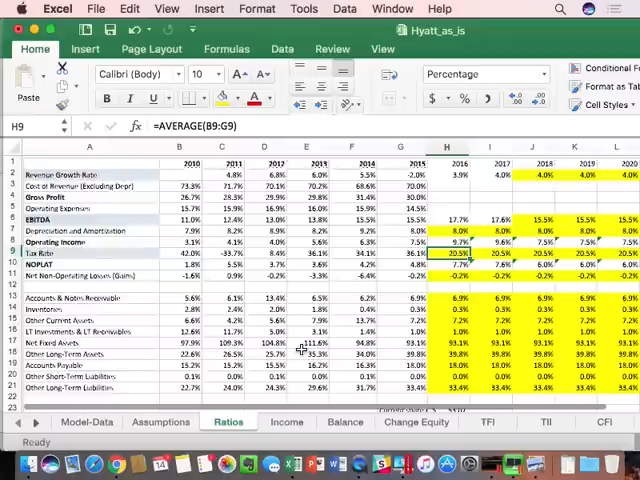 Excel File Edit View Insert Format Tools Data Window Help
Hyatt_as_is
Home Insert Page Layout Formulas Data Review View
Paste Calibri (Body) 10 A A Percentage Conditional Form
B I U A $ % Format as Tab
Cell Styles
H9 fx =AVERAGE(B9:G9)
A B C D E F G H I J K L
1 2010 2011 2012 2013 2014 2015 2016 2017 2018 2019 2020
2 Revenue Growth Rate 4.8% 6.8% 6.0% 5.5% -2.0% 3.9% 4.0% 4.0% 4.0% 4.0%
3 Cost of Revenue (Excluding Depr) 73.3% 71.7% 70.1% 70.2% 68.6% 70.0%
4 Gross Profit 26.7% 28.3% 29.9% 29.8% 31.4% 30.0%
5 Operating Expenses 15.7% 15.9% 16.9% 16.0% 15.9% 14.5%
6 EBITDA 11.0% 12.4% 13.0% 13.8% 15.5% 15.5% 17.7% 17.6% 15.5% 15.5% 15.5%
7 Depreciation and Amortization 7.9% 8.2% 8.9% 8.2% 9.2% 8.0% 8.0% 8.0% 8.0% 8.0% 8.0%
8 Operating Income 3.1% 4.1% 4.0% 5.6% 6.3% 7.5% 9.7% 9.6% 7.5% 7.5% 7.5%
9 Tax Rate 42.0% -33.7% 8.4% 36.1% 34.1% 36.1% 20.5% 20.5% 20.5% 20.5% 20.5%
10 NOPLAT 1.8% 5.5% 3.7% 3.6% 4.2% 4.8% 7.7% 7.6% 6.0% 6.0% 6.0%
11 Net Non-Operating Losses (Gains) -1.6% 0.9% -0.2% -3.3% -6.4% -0.2% -0.2% -0.2% -0.2% -0.2% -0.2%
12
13 Accounts & Notes Receivable 5.6% 6.1% 13.4% 6.5% 6.2% 6.9% 6.9% 6.9% 6.9% 6.9% 6.9%
14 Inventories 2.8% 2.4% 2.0% 1.8% 0.4% 0.3% 0.3% 0.3% 0.3% 0.3% 0.3%
15 Other Current Assets 6.6% 4.2% 5.6% 7.9% 13.7% 7.2% 7.2% 7.2% 7.2% 7.2% 7.2%
16 LT Investments & LT Receivables 12.6% 11.7% 5.0% 3.1% 1.4% 1.0% 1.0% 1.0% 1.0% 1.0% 1.0%
17 Net Fixed Assets 97.9% 109.3% 104.8% 111.6% 94.8% 93.1% 93.1% 93.1% 93.1% 93.1% 93.1%
18 Other Long-Term Assets 22.6% 26.5% 25.7% 35.3% 34.0% 39.8% 39.8% 39.8% 39.8% 39.8% 39.8%
19 Accounts Payable 15.2% 15.2% 15.5% 16.2% 16.3% 18.0% 18.0% 18.0% 18.0% 18.0% 18.0%
20 Other Short-Term Liabilities 0.1% 0.1% 0.0% 0.1% 0.2% 0.0% 0.0% 0.0% 0.0% 0.0% 0.0%
21 Other Long-Term Liabilities 22.7% 24.0% 24.3% 29.6% 31.7% 33.4% 33.4% 33.4% 33.4% 33.4% 33.4%
22
23
Model-Data Assumptions Ratios Income Balance Change Equity TFI TII CFI
Ready